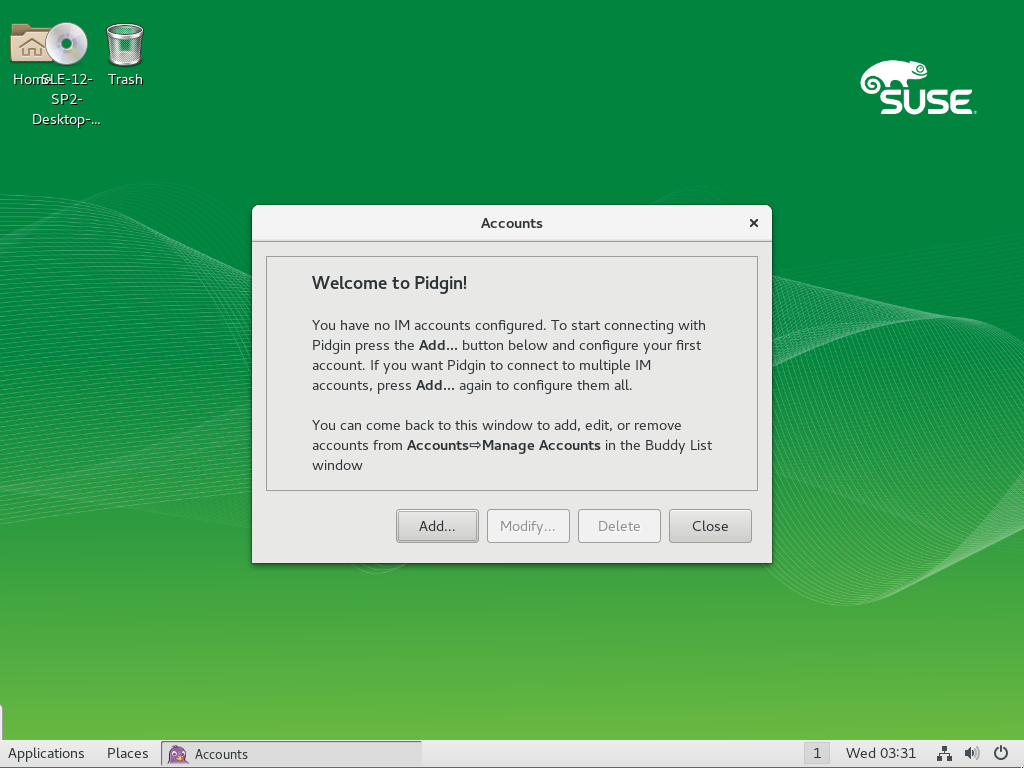 Home
SLE-12-
SP2-
Desktop-...
Trash
SUSE
Accounts
Welcome to Pidgin!
You have no IM accounts configured. To start connecting with
Pidgin press the Add... button below and configure your first
account. If you want Pidgin to connect to multiple IM
accounts, press Add... again to configure them all.
You can come back to this window to add, edit, or remove
accounts from Accounts⇨Manage Accounts in the Buddy List
window
Add... Modify... Delete Close
Applications Places Accounts 1 Wed 03:31